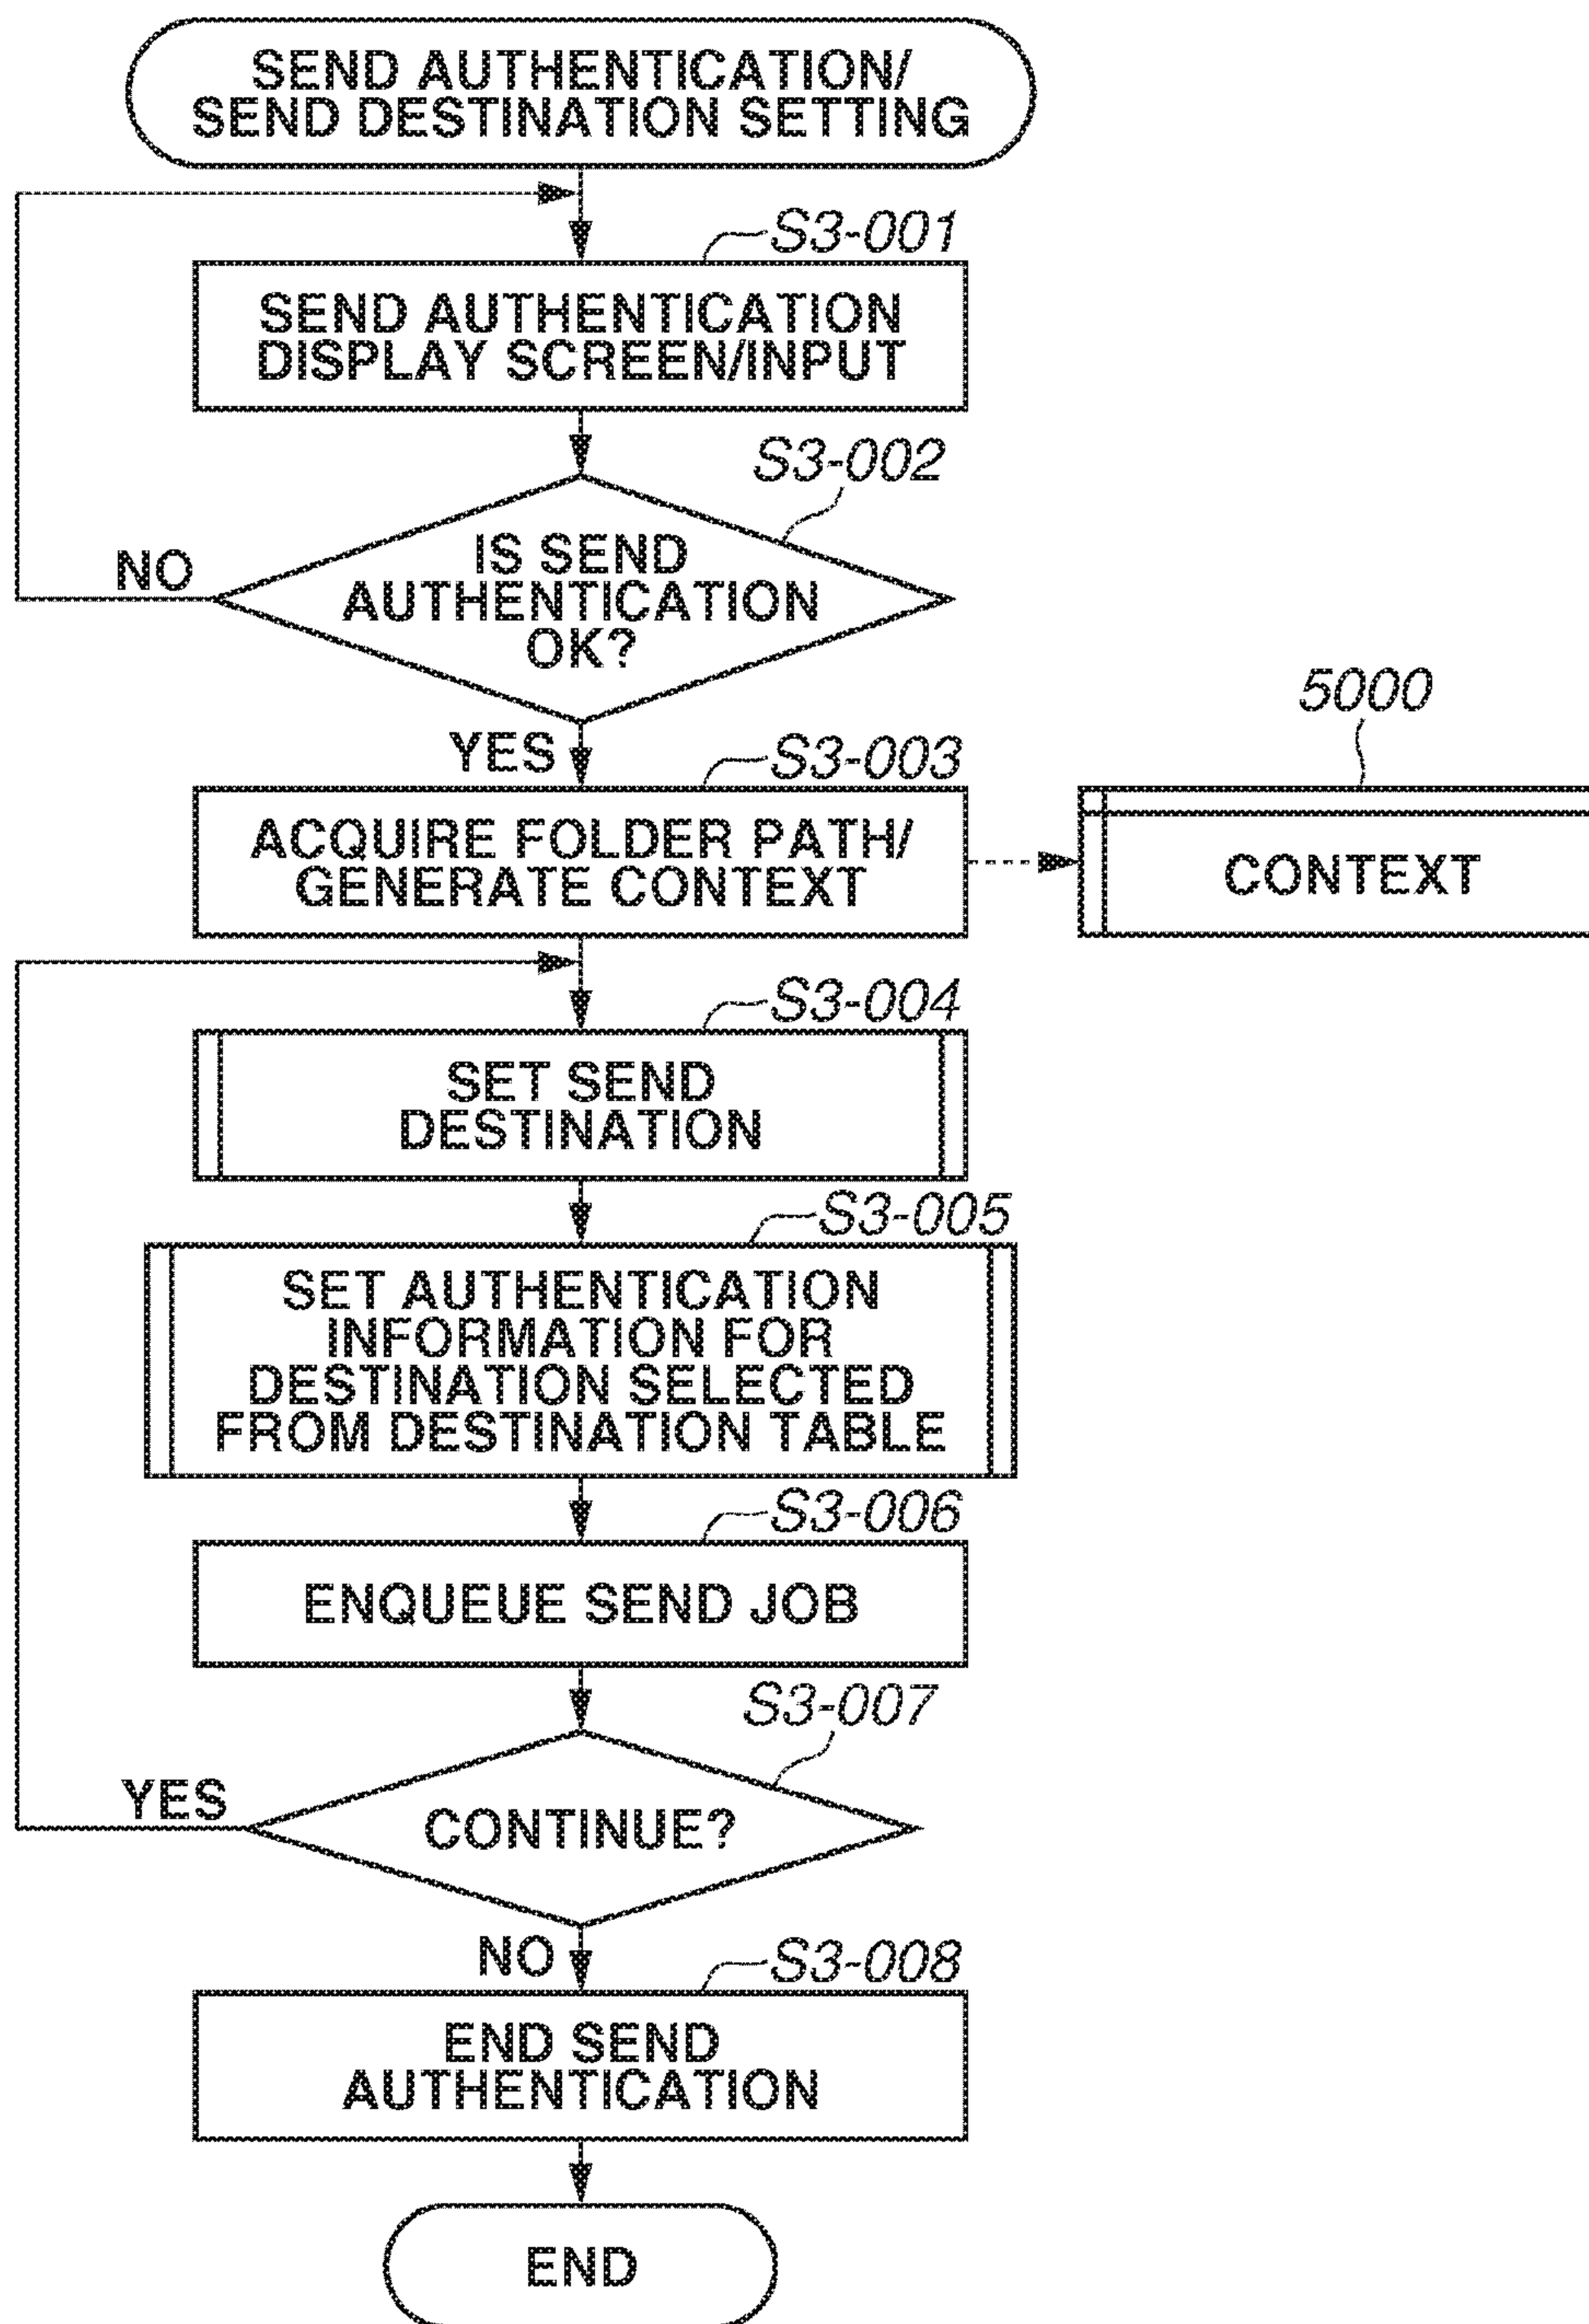 SEND AUTHENTICATION/
SEND DESTINATION SETTING
S3-001
SEND AUTHENTICATION
DISPLAY SCREEN/INPUT
S3-002
IS SEND
AUTHENTICATION
OK?
NO
YES
S3-003
ACQUIRE FOLDER PATH/
GENERATE CONTEXT
5000
CONTEXT
S3-004
SET SEND
DESTINATION
S3-005
SET AUTHENTICATION
INFORMATION FOR
DESTINATION SELECTED
FROM DESTINATION TABLE
S3-006
ENQUEUE SEND JOB
S3-007
CONTINUE?
YES
NO
S3-008
END SEND
AUTHENTICATION
END